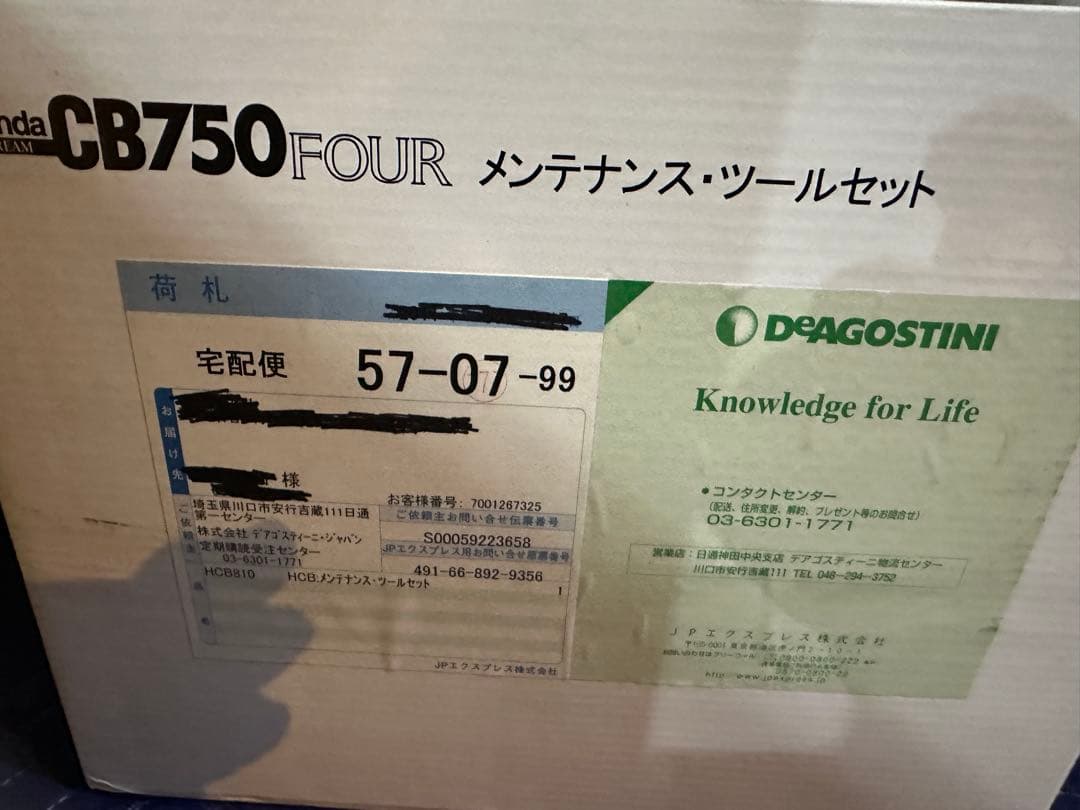 nda CB750 FOUR メンテナンス・ツールセット
REAM
荷札
宅配便 57-07-99
お届け先
様
ご依頼主
埼玉県川口市安行吉蔵111日通
第一センター
株式会社 デアゴスティーニ・ジャパン
定期購読受注センター
03-6301-1771
お客様番号: 7001267325
ご依頼主お問い合せ伝票番号
S00059223658
JPエクスプレス用お問い合せ原票番号
491-66-892-9356
HCB810 HCB:メンテナンス・ツールセット 1
品名
JPエクスプレス株式会社
DeAGOSTINI
Knowledge for Life
●コンタクトセンター
(配送、住所変更、解約、プレゼント等のお問合せ)
03-6301-1771
営業店：日通神田中央支店 デアゴスティーニ物流センター
川口市安行吉蔵111 TEL 048-294-3752
JPエクスプレス株式会社